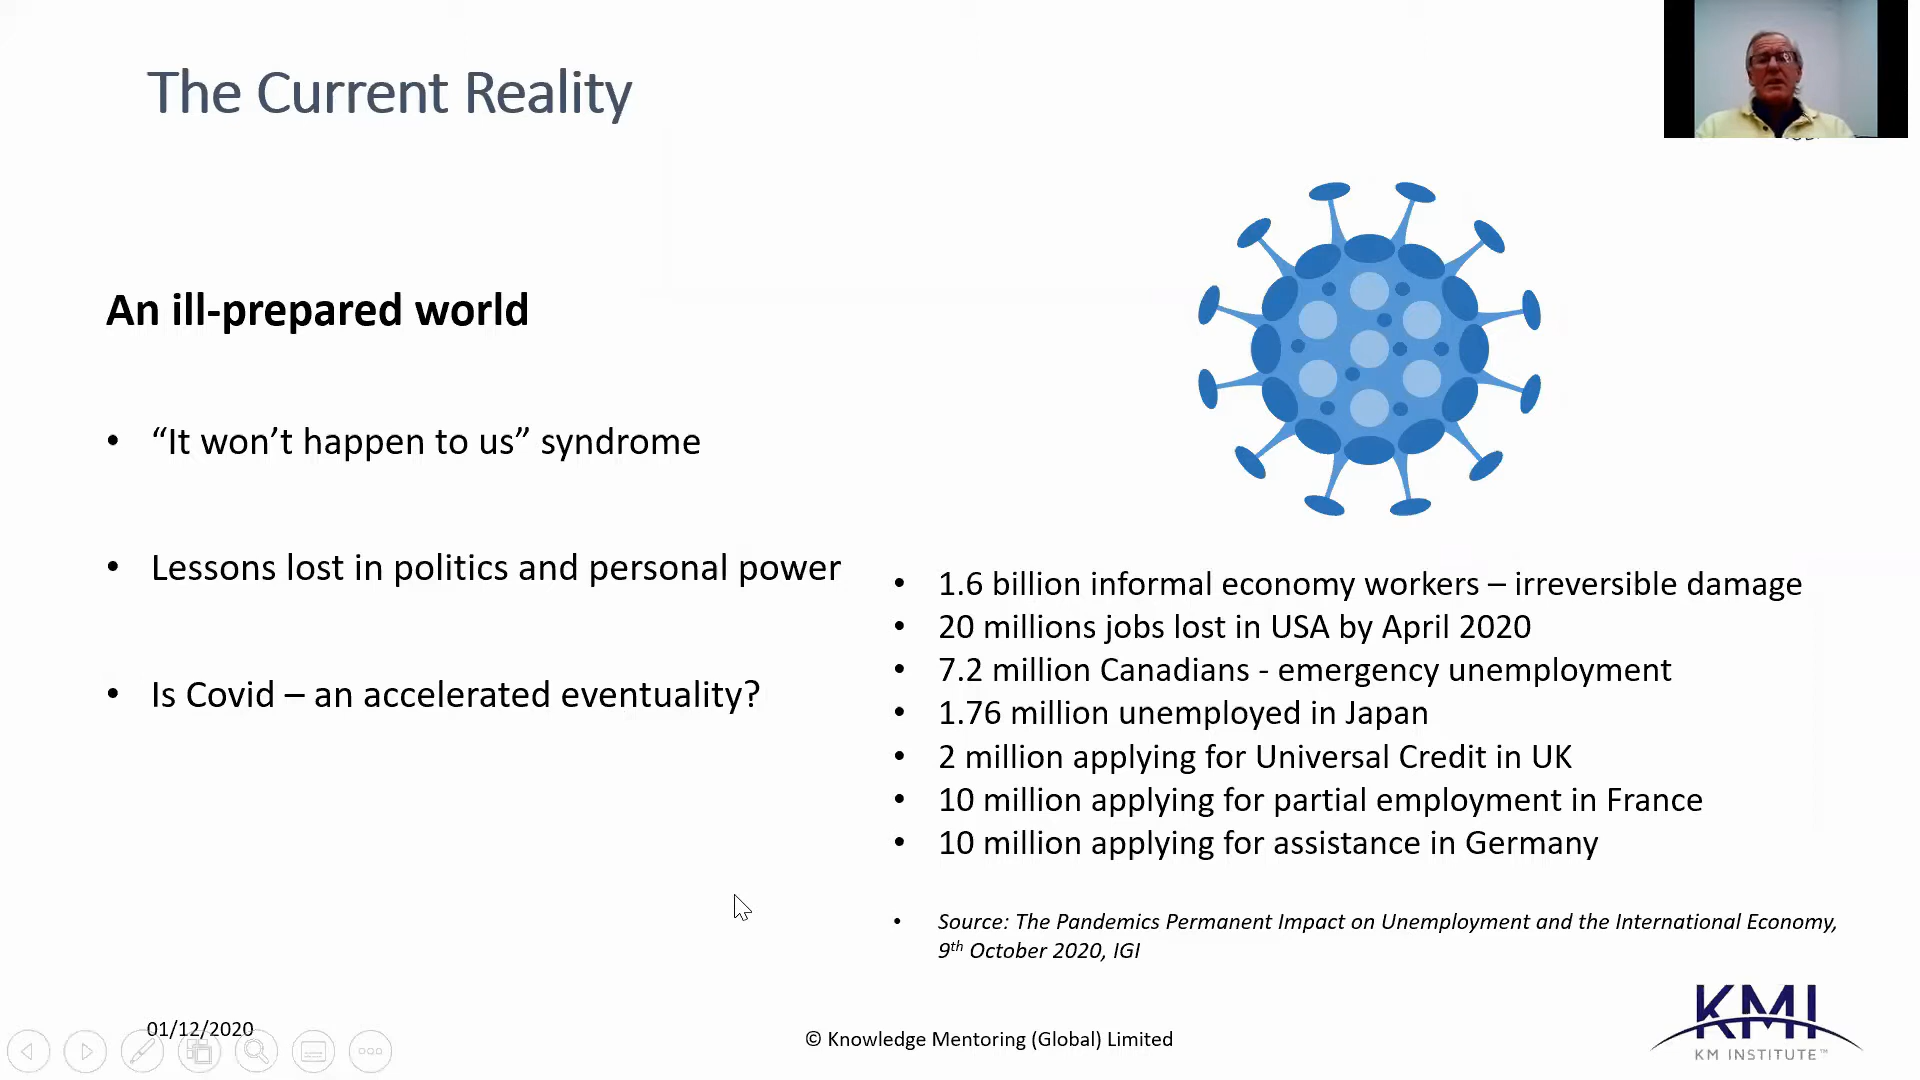 The Current Reality
An ill-prepared world
• “It won’t happen to us” syndrome
• Lessons lost in politics and personal power
• Is Covid – an accelerated eventuality?
• 1.6 billion informal economy workers – irreversible damage
• 20 millions jobs lost in USA by April 2020
• 7.2 million Canadians - emergency unemployment
• 1.76 million unemployed in Japan
• 2 million applying for Universal Credit in UK
• 10 million applying for partial employment in France
• 10 million applying for assistance in Germany
• Source: The Pandemics Permanent Impact on Unemployment and the International Economy,
9th October 2020, IGI
01/12/2020
© Knowledge Mentoring (Global) Limited
KMI
KM INSTITUTE™